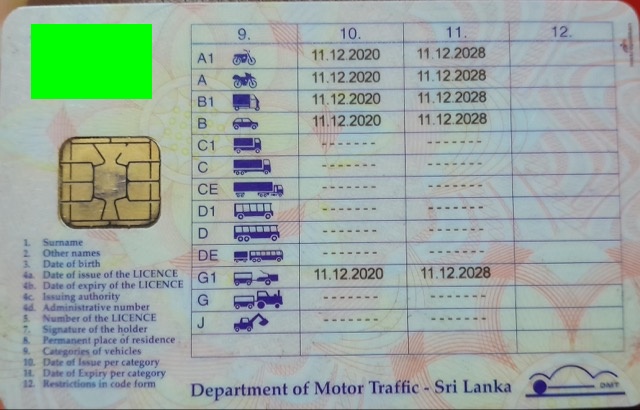 9. 10. 11. 12.
A1 11.12.2020 11.12.2028
A 11.12.2020 11.12.2028
B1 11.12.2020 11.12.2028
B 11.12.2020 11.12.2028
C1 ------ ------
C ------ ------
CE ------ ------
D1 ------ ------
D ------ ------
DE ------ ------
G1 11.12.2020 11.12.2028
G ------ ------
J ------ ------
1. Surname
2. Other names
3. Date of birth
4a. Date of issue of the LICENCE
4b. Date of expiry of the LICENCE
4c. Issuing authority
4d. Administrative number
5. Number of the LICENCE
7. Signature of the holder
8. Permanent place of residence
9. Categories of vehicles
10. Date of Issue per category
11. Date of Expiry per category
12. Restrictions in code form
Department of Motor Traffic - Sri Lanka
DMT